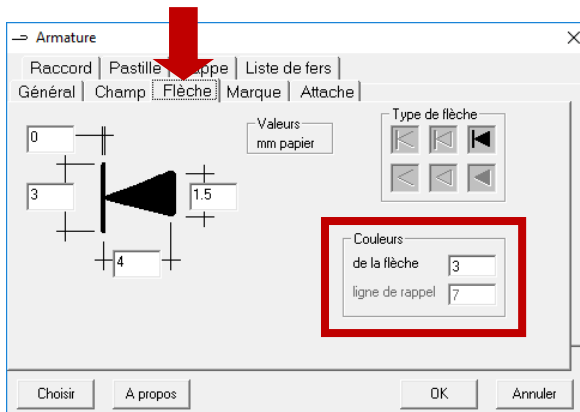 Armature
Raccord Pastille Liste de fers
Général Champ Flèche Marque Attache
0
Valeurs
mm papier
Type de flèche
3
1.5
4
Couleurs
de la flèche 3
ligne de rappel 7
Choisir A propos OK Annuler